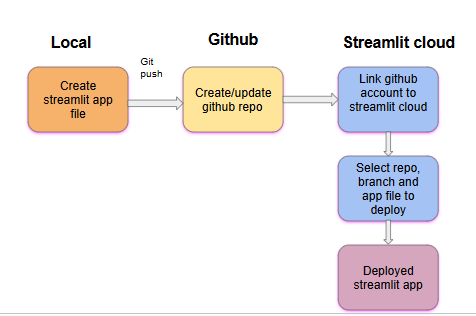 Local
Github
Streamlit cloud
Git
push
Create
streamlit app
file
Create/update
github repo
Link github
account to
streamlit cloud
Select repo,
branch and
app file to
deploy
Deployed
streamlit app